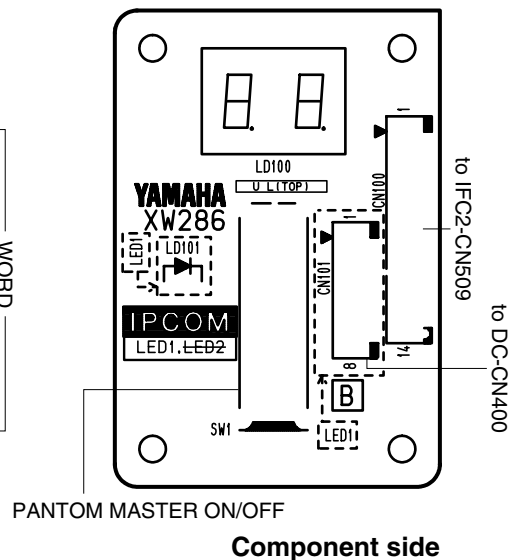 LD100
U L(TOP)
YAMAHA
XW286
LED1
LD101
IPCOM
LED1.LED2
CN100
1
14
CN101
1
8
B
LED1
SW1
to IFC2-CN509
to DC-CN400
WORD
PANTOM MASTER ON/OFF
Component side